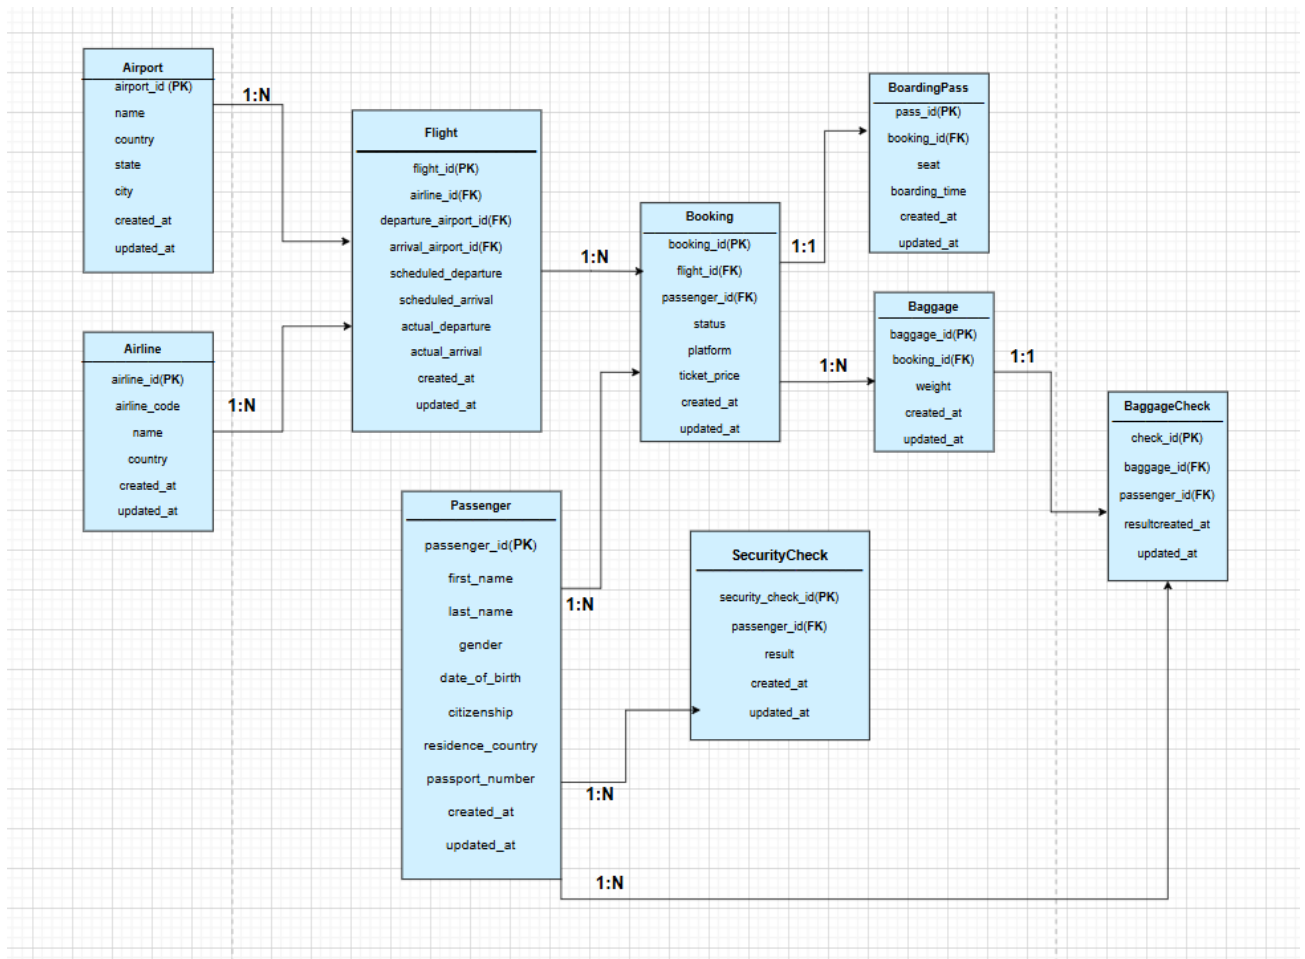 Airport
airport_id (PK)
name
country
state
city
created_at
updated_at
1:N
Airline
airline_id(PK)
airline_code
name
country
created_at
updated_at
1:N
Flight
flight_id(PK)
airline_id(FK)
departure_airport_id(FK)
arrival_airport_id(FK)
scheduled_departure
scheduled_arrival
actual_departure
actual_arrival
created_at
updated_at
1:N
Booking
booking_id(PK)
flight_id(FK)
passenger_id(FK)
status
platform
ticket_price
created_at
updated_at
1:1
1:N
BoardingPass
pass_id(PK)
booking_id(FK)
seat
boarding_time
created_at
updated_at
Baggage
baggage_id(PK)
booking_id(FK)
weight
created_at
updated_at
1:1
BaggageCheck
check_id(PK)
baggage_id(FK)
passenger_id(FK)
resultcreated_at
updated_at
Passenger
passenger_id(PK)
first_name
last_name
gender
date_of_birth
citizenship
residence_country
passport_number
created_at
updated_at
1:N
1:N
1:N
SecurityCheck
security_check_id(PK)
passenger_id(FK)
result
created_at
updated_at